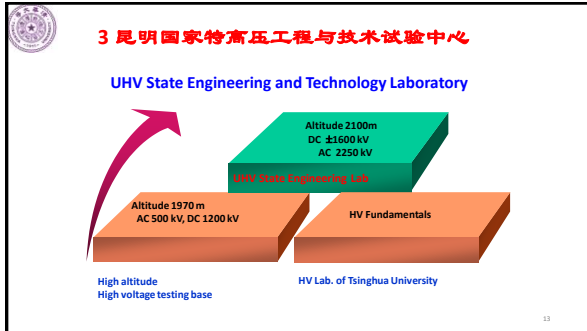 3 昆明国家特高压工程与技术试验中心
UHV State Engineering and Technology Laboratory
Altitude 2100m
DC ±1600 kV
AC 2250 kV
UHV State Engineering Lab
Altitude 1970 m
AC 500 kV, DC 1200 kV
HV Fundamentals
High altitude
High voltage testing base
HV Lab. of Tsinghua University
13